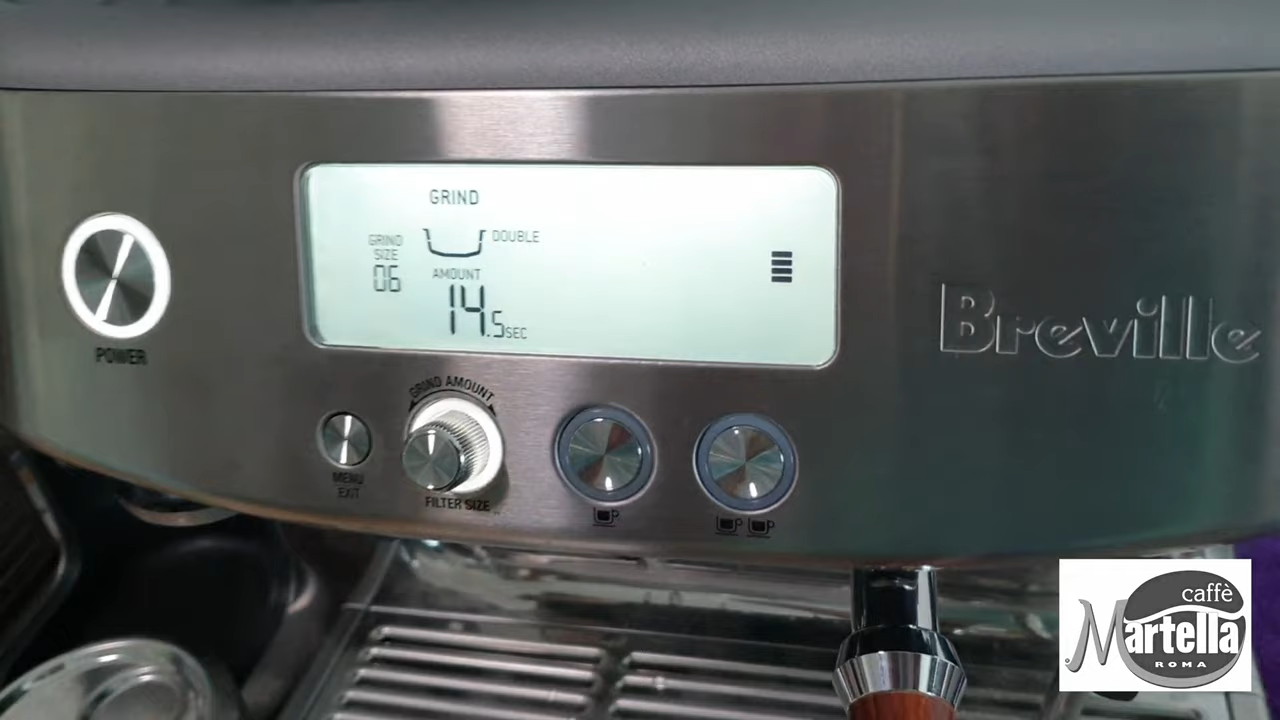 GRIND
GRIND
SIZE
06
DOUBLE
AMOUNT
14.5SEC
POWER
Breville
GRIND AMOUNT
MENU
EXIT
FILTER SIZE
caffè
Martella
ROMA